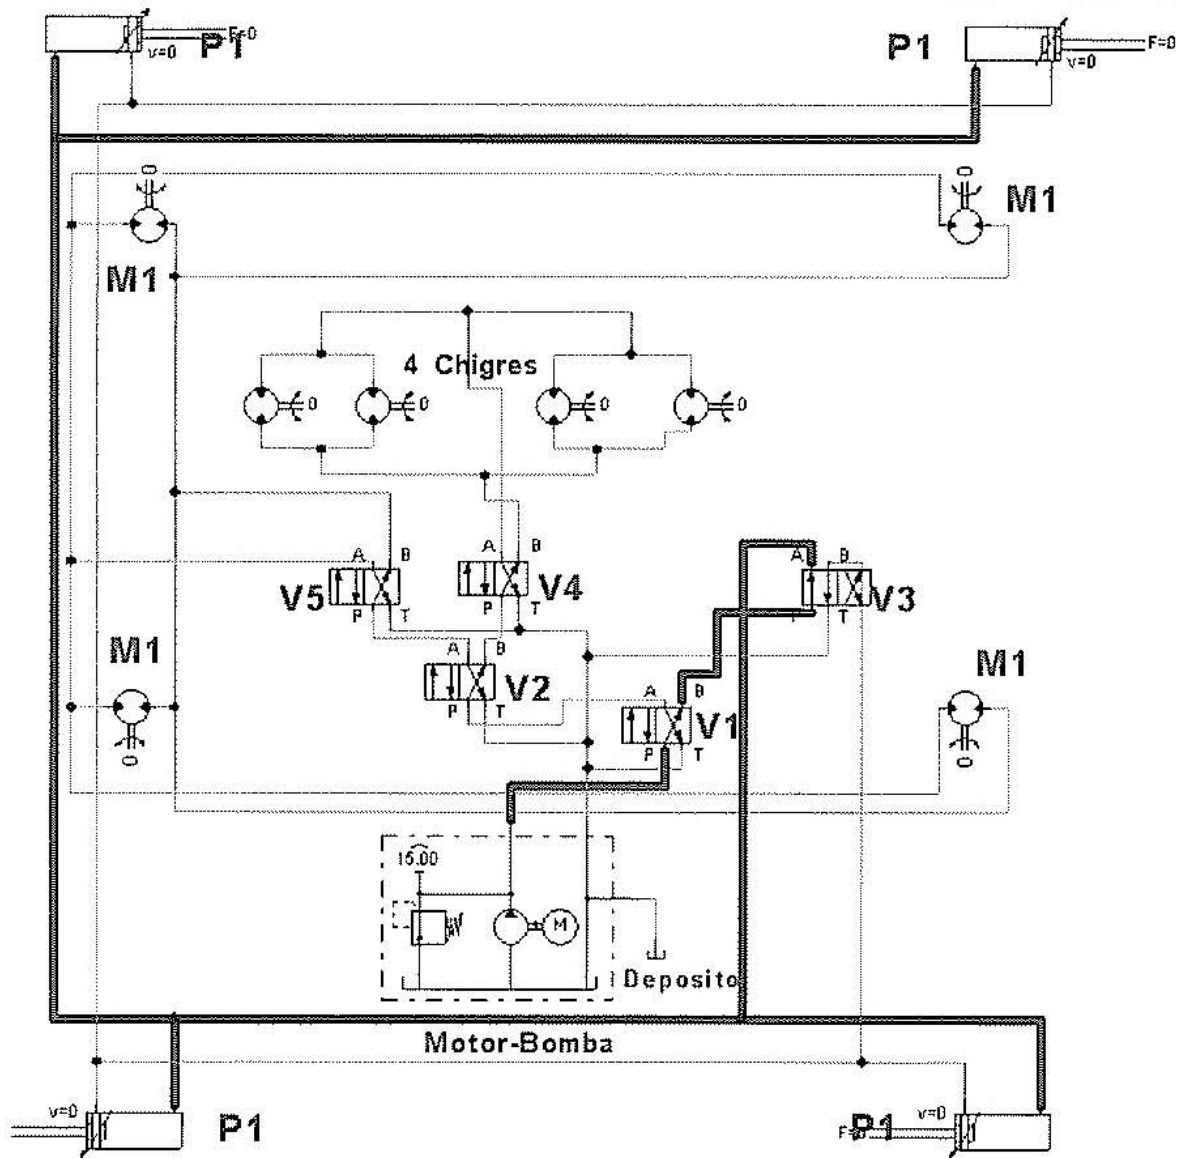 P1 F=0
v=0
P1 F=0
v=0
0 0
M1
M1
4 Chigres
0 0 0 0
A B
A B
A B
V5 V4 V3
P T P T T
M1 M1
A B
V2
P T
A B
V1
P T
0 0
15.00
M
Deposito
Motor-Bomba
v=0
P1
v=0
P1